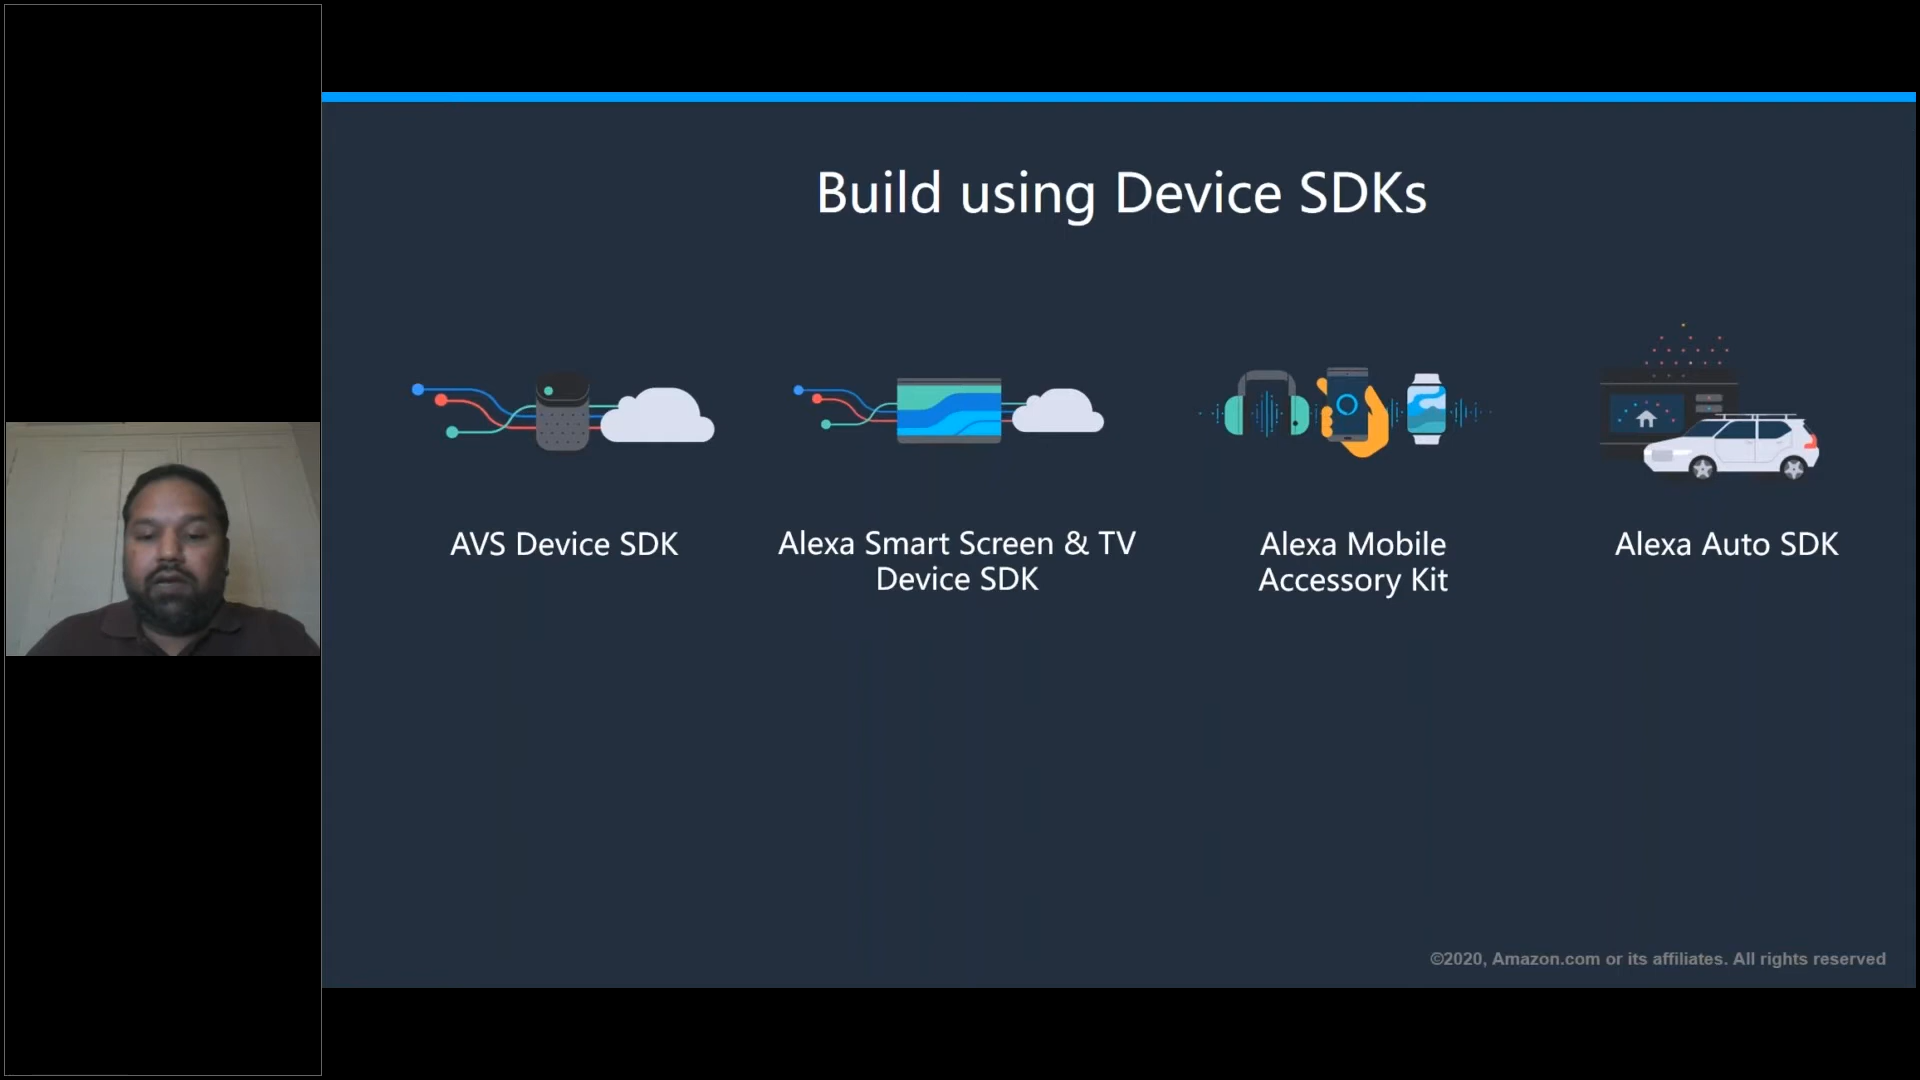 Build using Device SDKs
AVS Device SDK
Alexa Smart Screen & TV
Device SDK
Alexa Mobile
Accessory Kit
Alexa Auto SDK
©2020, Amazon.com or its affiliates. All rights reserved